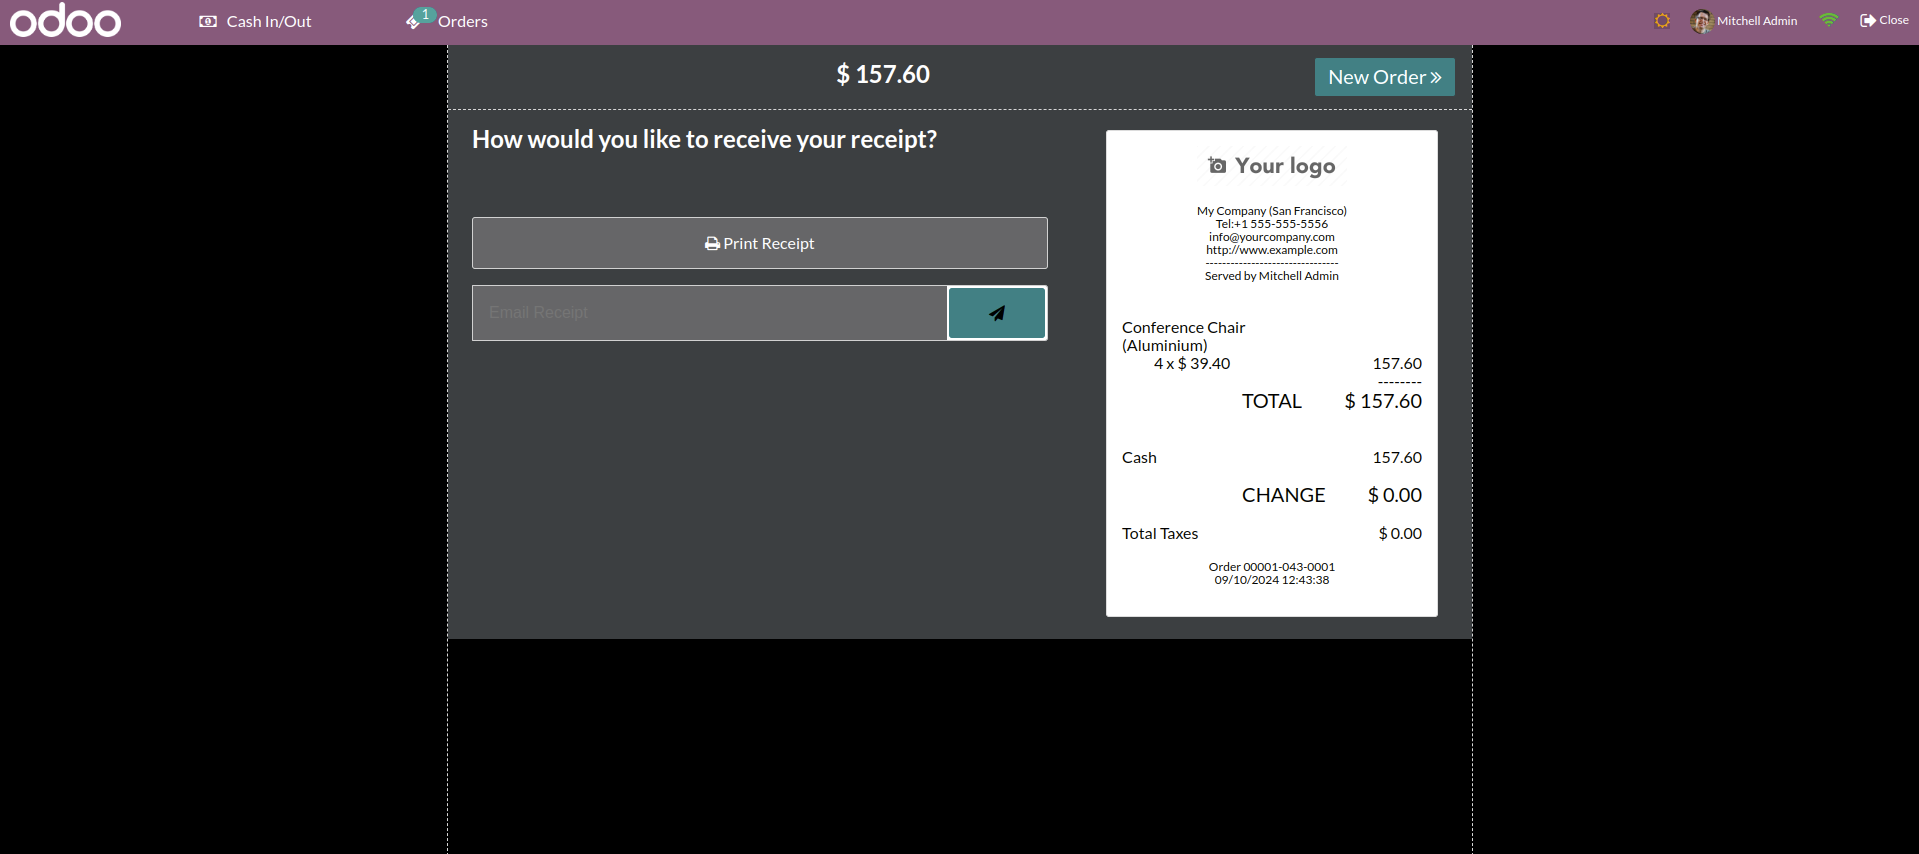 odoo
Cash In/Out
1
Orders
Mitchell Admin
Close
$ 157.60
New Order
How would you like to receive your receipt?
Print Receipt
Email Receipt
Your logo
My Company (San Francisco)
Tel:+1 555-555-5556
info@yourcompany.com
http://www.example.com
---------------------------------
Served by Mitchell Admin
Conference Chair
(Aluminium)
4 x $ 39.40 157.60
--------
TOTAL $ 157.60
Cash 157.60
CHANGE $ 0.00
Total Taxes $ 0.00
Order 00001-043-0001
09/10/2024 12:43:38